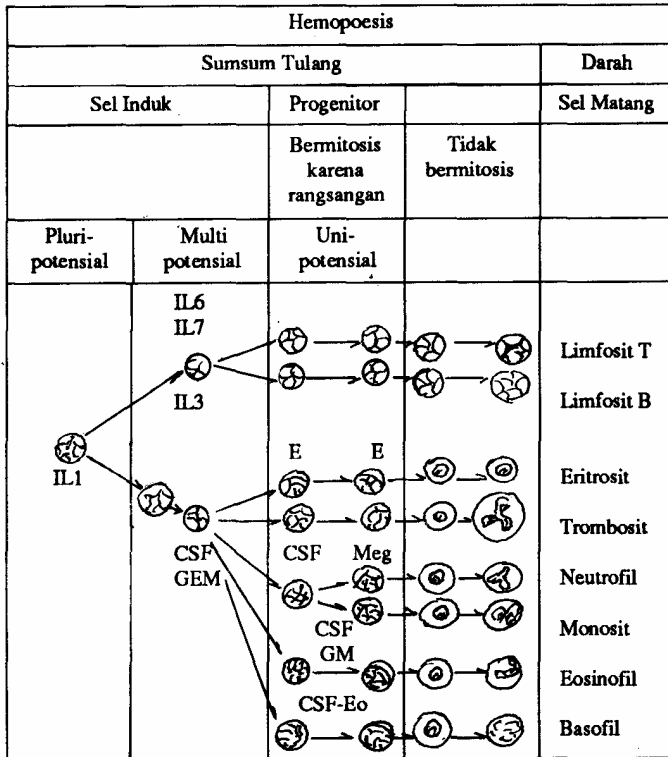 Hemopoesis
Sumsum Tulang
Darah
Sel Induk
Progenitor
Sel Matang
Bermitosis
karena
rangsangan
Tidak
bermitosis
Pluri-
potensial
Multi
potensial
Uni-
potensial
IL6
IL7
IL3
IL1
Limfosit T
Limfosit B
E E
Eritrosit
Trombosit
CSF
GEM
CSF Meg
Neutrofil
CSF
GM
Monosit
Eosinofil
CSF-Eo
Basofil